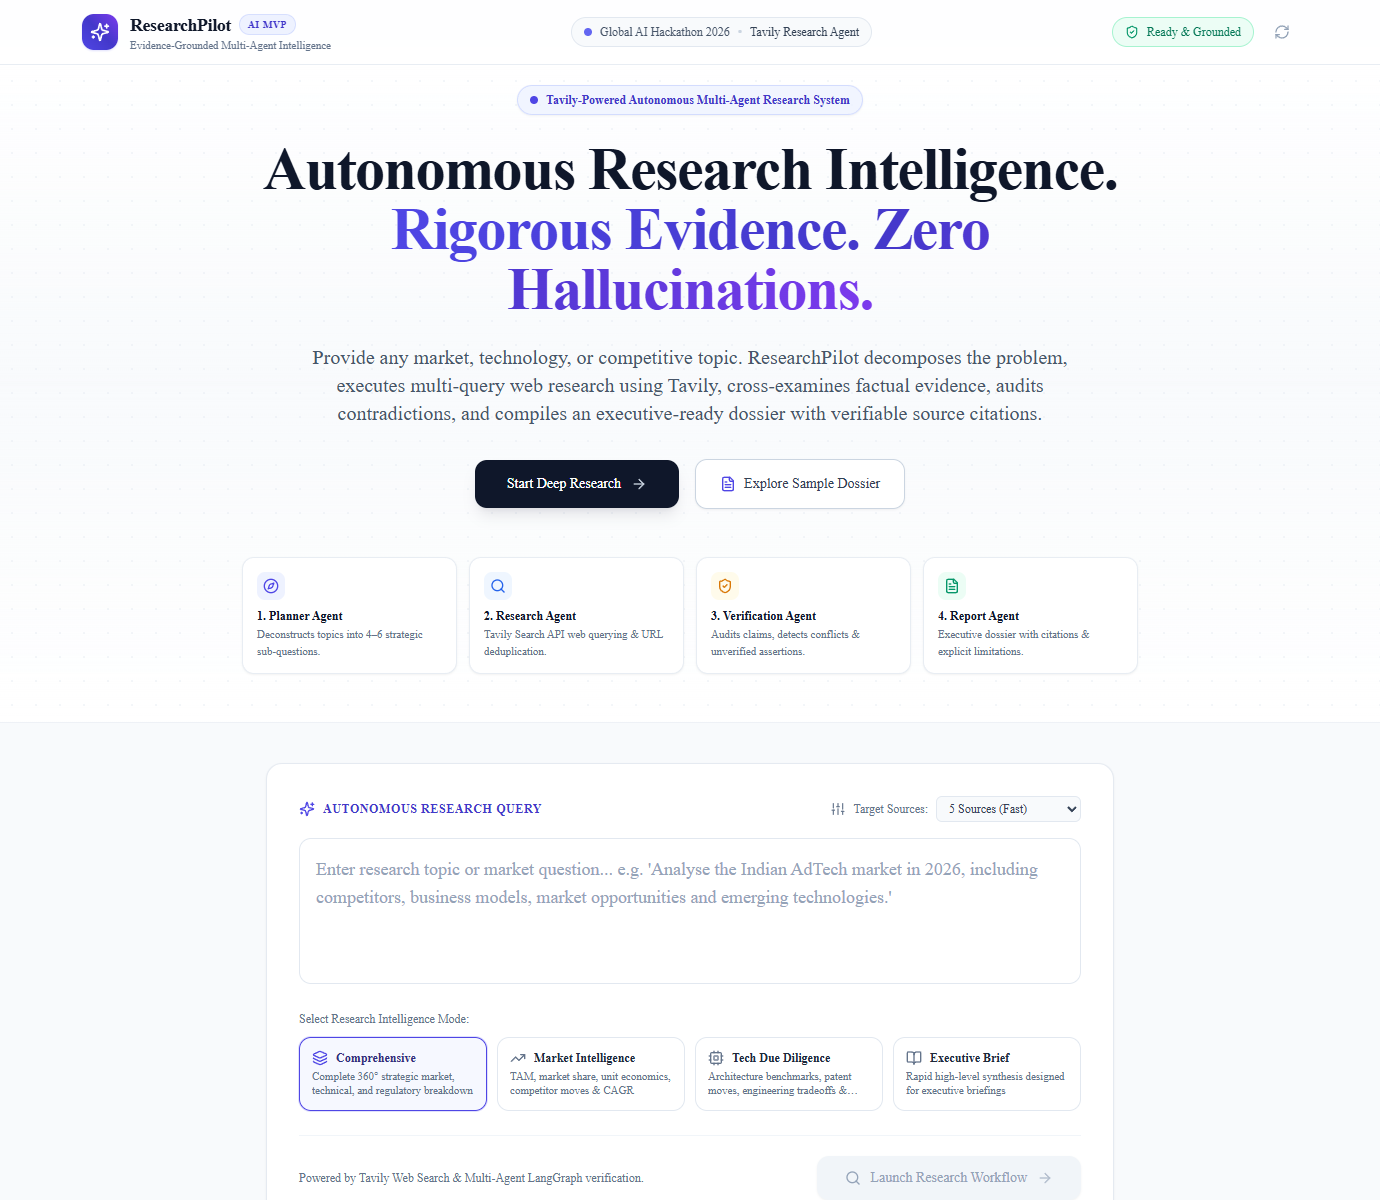 ResearchPilot AI MVP
Evidence-Grounded Multi-Agent Intelligence
Global AI Hackathon 2026 • Tavily Research Agent
Ready & Grounded
Tavily-Powered Autonomous Multi-Agent Research System
Autonomous Research Intelligence.
Rigorous Evidence. Zero
Hallucinations.
Provide any market, technology, or competitive topic. ResearchPilot decomposes the problem,
executes multi-query web research using Tavily, cross-examines factual evidence, audits
contradictions, and compiles an executive-ready dossier with verifiable source citations.
Start Deep Research →
Explore Sample Dossier
1. Planner Agent
Deconstructs topics into 4–6 strategic
sub-questions.
2. Research Agent
Tavily Search API web querying & URL
deduplication.
3. Verification Agent
Audits claims, detects conflicts &
unverified assertions.
4. Report Agent
Executive dossier with citations &
explicit limitations.
AUTONOMOUS RESEARCH QUERY
Target Sources: 5 Sources (Fast)
Enter research topic or market question... e.g. 'Analyse the Indian AdTech market in 2026, including
competitors, business models, market opportunities and emerging technologies.'
Select Research Intelligence Mode:
Comprehensive
Complete 360° strategic market,
technical, and regulatory breakdown
Market Intelligence
TAM, market share, unit economics,
competitor moves & CAGR
Tech Due Diligence
Architecture benchmarks, patent
moves, engineering tradeoffs &...
Executive Brief
Rapid high-level synthesis designed
for executive briefings
Powered by Tavily Web Search & Multi-Agent LangGraph verification.
Launch Research Workflow →